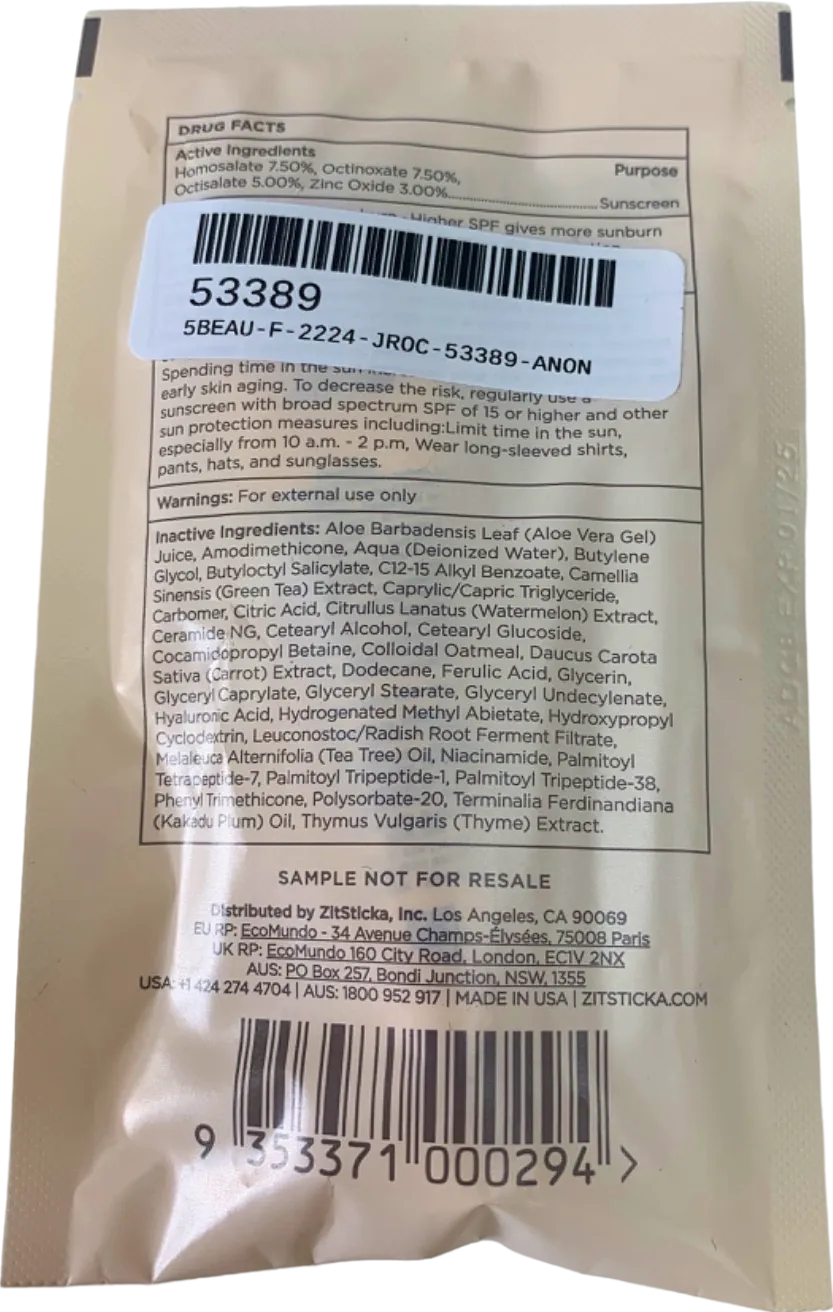 DRUG FACTS
Active Ingredients
Purpose
Homosalate 7.50%, Octinoxate 7.50%,
Octisalate 5.00%, Zinc Oxide 3.00%.......................................Sunscreen
Higher SPF gives more sunburn
53389
5BEAU-F-2224-JROC-53389-ANON
Spending time in the sun
early skin aging. To decrease the risk, regularly use a
sunscreen with broad spectrum SPF of 15 or higher and other
sun protection measures including:Limit time in the sun,
especially from 10 a.m. - 2 p.m, Wear long-sleeved shirts,
pants, hats, and sunglasses.
Warnings: For external use only
Inactive Ingredients: Aloe Barbadensis Leaf (Aloe Vera Gel)
Juice, Amodimethicone, Aqua (Deionized Water), Butylene
Glycol, Butyloctyl Salicylate, C12-15 Alkyl Benzoate, Camellia
Sinensis (Green Tea) Extract, Caprylic/Capric Triglyceride,
Carbomer, Citric Acid, Citrullus Lanatus (Watermelon) Extract,
Ceramide NG, Cetearyl Alcohol, Cetearyl Glucoside,
Cocamidopropyl Betaine, Colloidal Oatmeal, Daucus Carota
Sativa (Carrot) Extract, Dodecane, Ferulic Acid, Glycerin,
Glyceryl Caprylate, Glyceryl Stearate, Glyceryl Undecylenate,
Hyaluronic Acid, Hydrogenated Methyl Abietate, Hydroxypropyl
Cyclodextrin, Leuconostoc/Radish Root Ferment Filtrate,
Melaleuca Alternifolia (Tea Tree) Oil, Niacinamide, Palmitoyl
Tetrapeptide-7, Palmitoyl Tripeptide-1, Palmitoyl Tripeptide-38,
Phenyl Trimethicone, Polysorbate-20, Terminalia Ferdinandiana
(Kakadu Plum) Oil, Thymus Vulgaris (Thyme) Extract.
SAMPLE NOT FOR RESALE
Distributed by ZitSticka, Inc. Los Angeles, CA 90069
EU RP: EcoMundo - 34 Avenue Champs-Élysées, 75008 Paris
UK RP: EcoMundo 160 City Road, London, EC1V 2NX
AUS: PO Box 257, Bondi Junction, NSW, 1355
USA: +1 424 274 4704 | AUS: 1800 952 917 | MADE IN USA | ZITSTICKA.COM
9 353371 000294 >
EXP 01/25